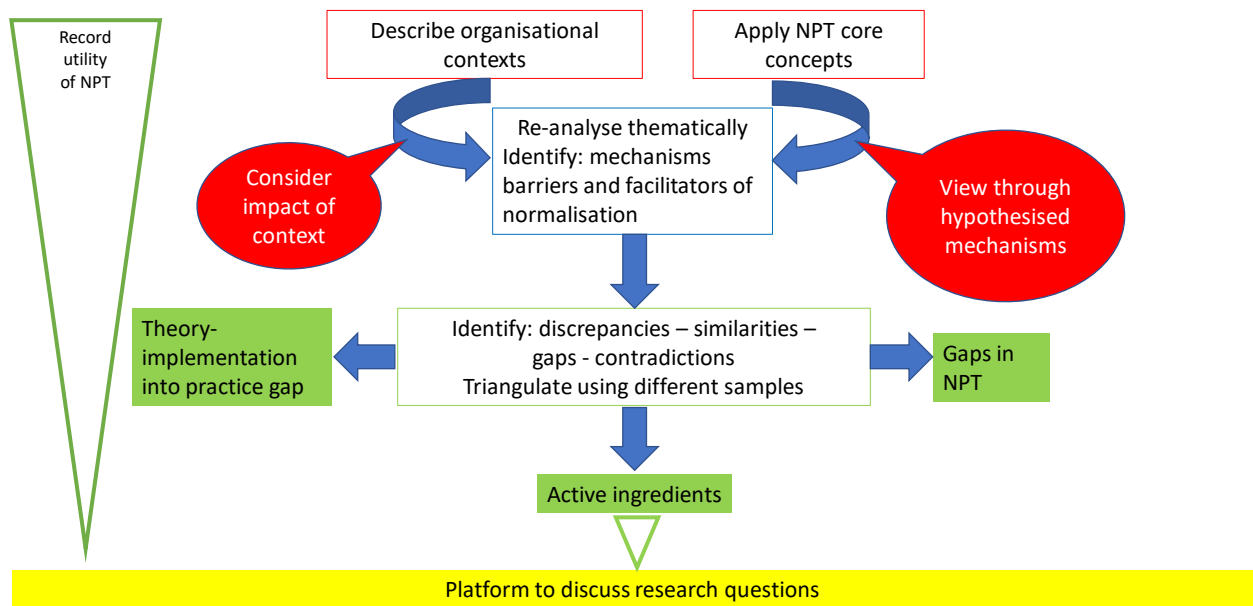 Record
utility
of NPT
Describe organisational
contexts
Apply NPT core
concepts
Re-analyse thematically
Identify: mechanisms
barriers and facilitators of
normalisation
Consider
impact of
context
View through
hypothesised
mechanisms
Theory-
implementation
into practice gap
Identify: discrepancies – similarities –
gaps - contradictions
Triangulate using different samples
Gaps in
NPT
Active ingredients
Platform to discuss research questions